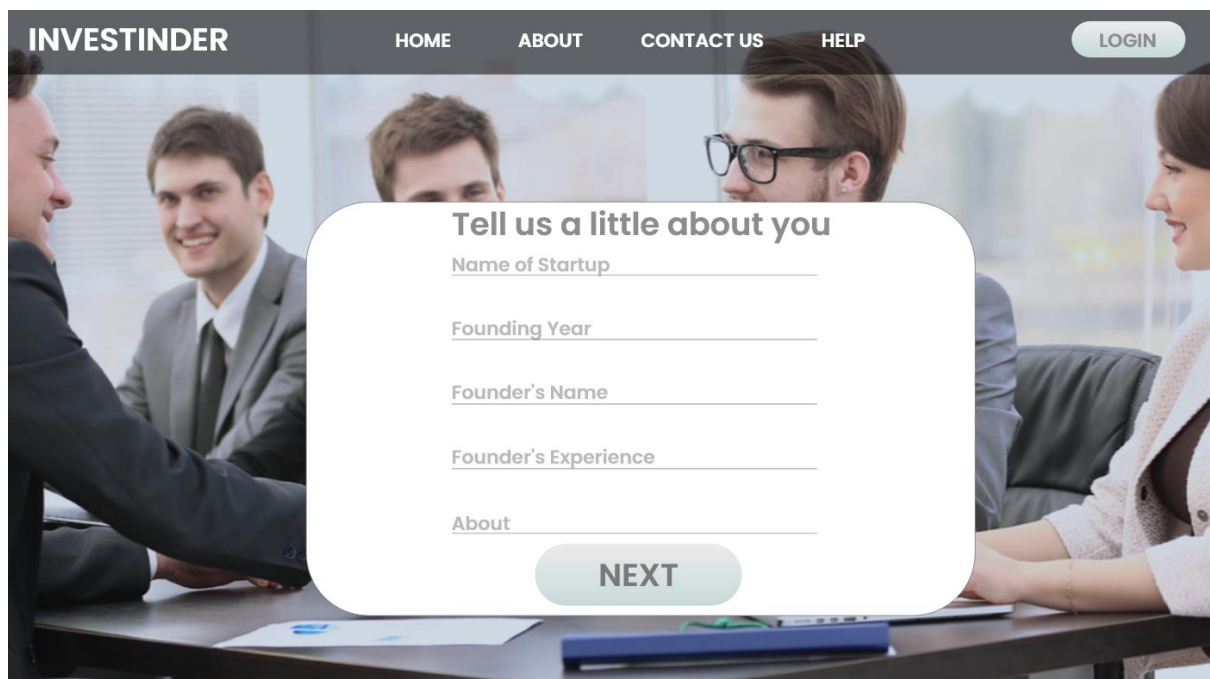 INVESTINDER
HOME ABOUT CONTACT US HELP
LOGIN
Tell us a little about you
Name of Startup
Founding Year
Founder's Name
Founder's Experience
About
NEXT